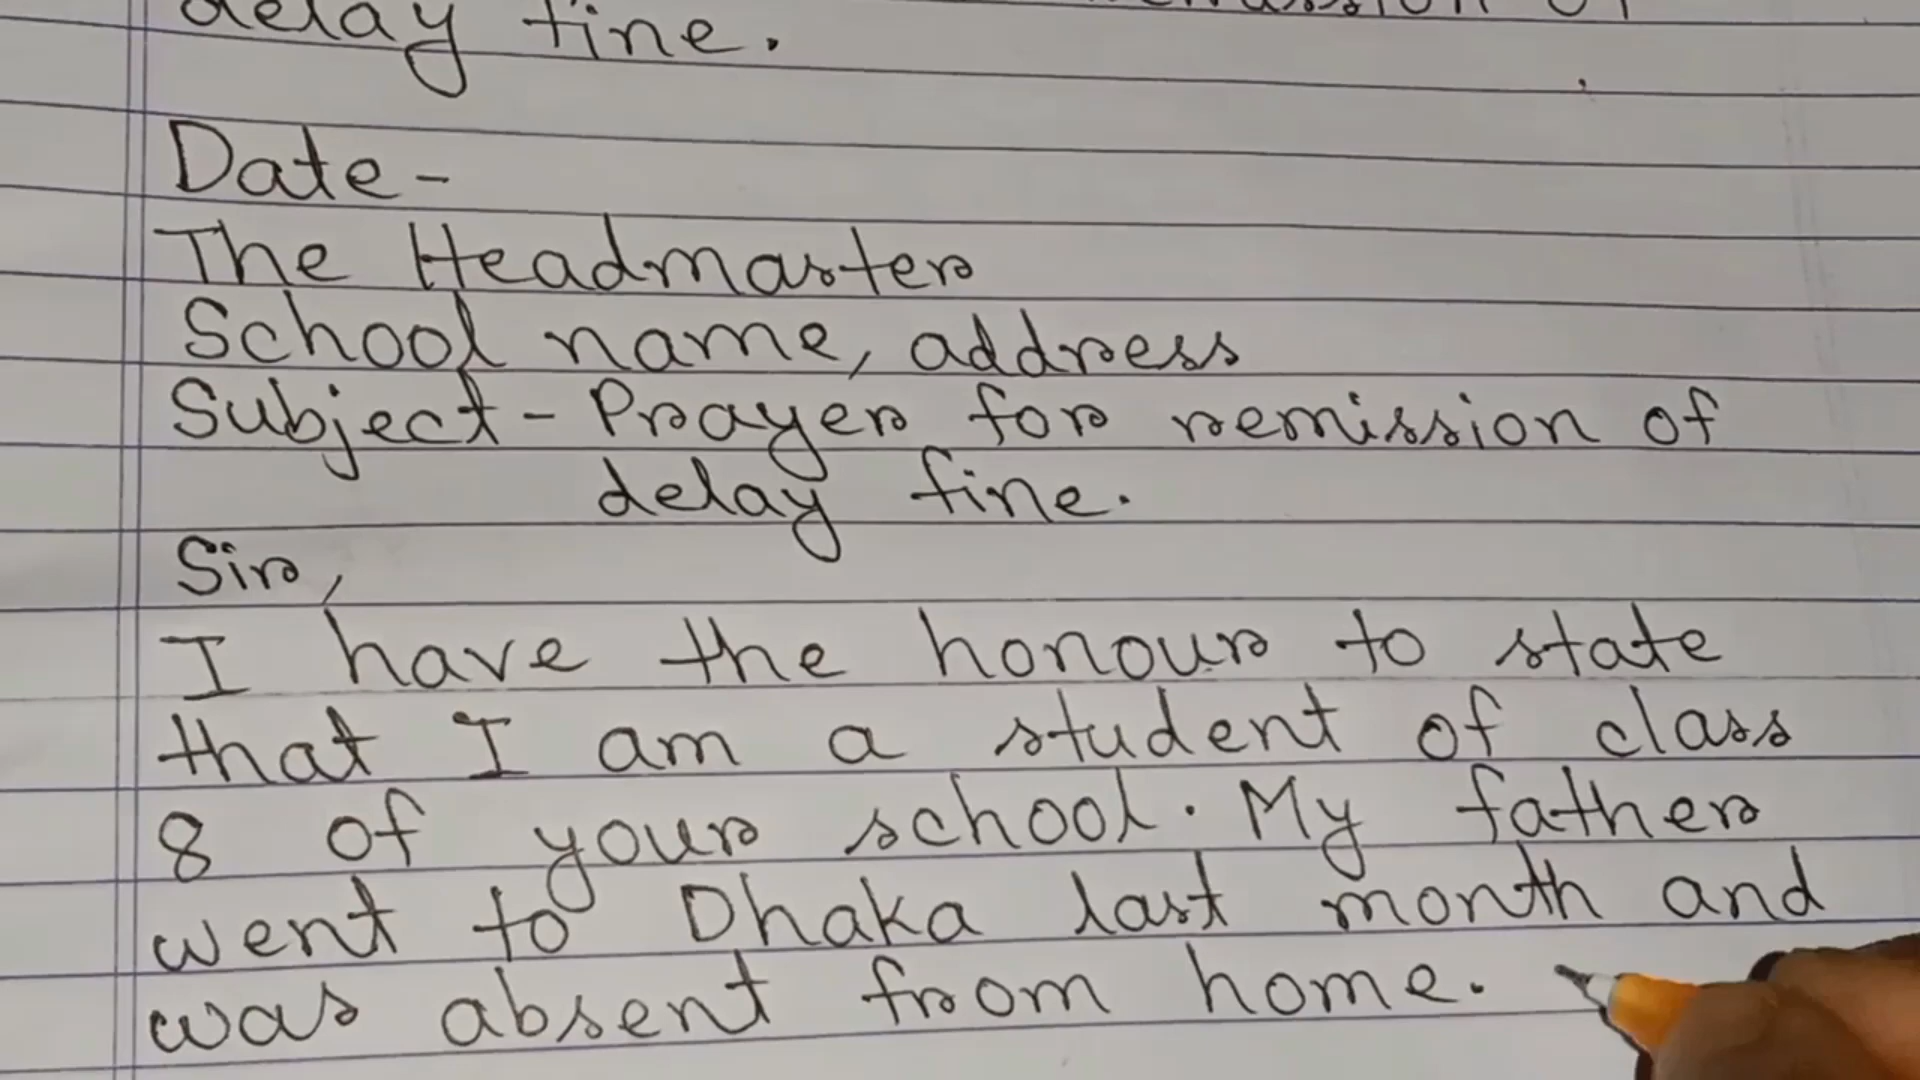 delay fine.
Date-
The Headmaster
School name, address
Subject- Prayer for remission of
delay fine.
Sir,
I have the honour to state
that I am a student of class
8 of your school. My father
went to Dhaka last month and
was absent from home.